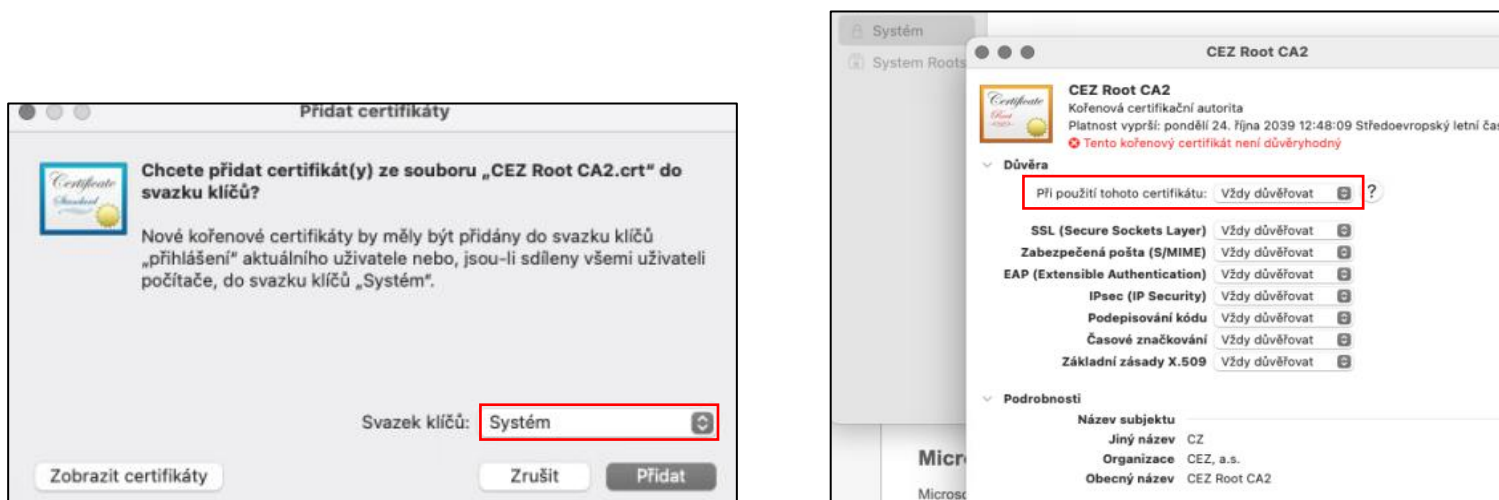 Přidat certifikáty
Certificate
Standard
Chcete přidat certifikát(y) ze souboru „CEZ Root CA2.crt" do
svazku klíčů?
Nové kořenové certifikáty by měly být přidány do svazku klíčů
„přihlášení" aktuálního uživatele nebo, jsou-li sdíleny všemi uživateli
počítače, do svazku klíčů „Systém".
Svazek klíčů: Systém
Zobrazit certifikáty Zrušit Přidat
Systém
System Roots
CEZ Root CA2
Certificate
Root
CEZ Root CA2
Kořenová certifikační autorita
Platnost vyprší: pondělí 24. října 2039 12:48:09 Středoevropský letní čas
Tento kořenový certifikát není důvěryhodný
Důvěra
Při použití tohoto certifikátu: Vždy důvěřovat ?
SSL (Secure Sockets Layer) Vždy důvěřovat
Zabezpečená pošta (S/MIME) Vždy důvěřovat
EAP (Extensible Authentication) Vždy důvěřovat
IPsec (IP Security) Vždy důvěřovat
Podepisování kódu Vždy důvěřovat
Časové značkování Vždy důvěřovat
Základní zásady X.509 Vždy důvěřovat
Podrobnosti
Název subjektu
Jiný název CZ
Organizace CEZ, a.s.
Obecný název CEZ Root CA2
Micr
Microso